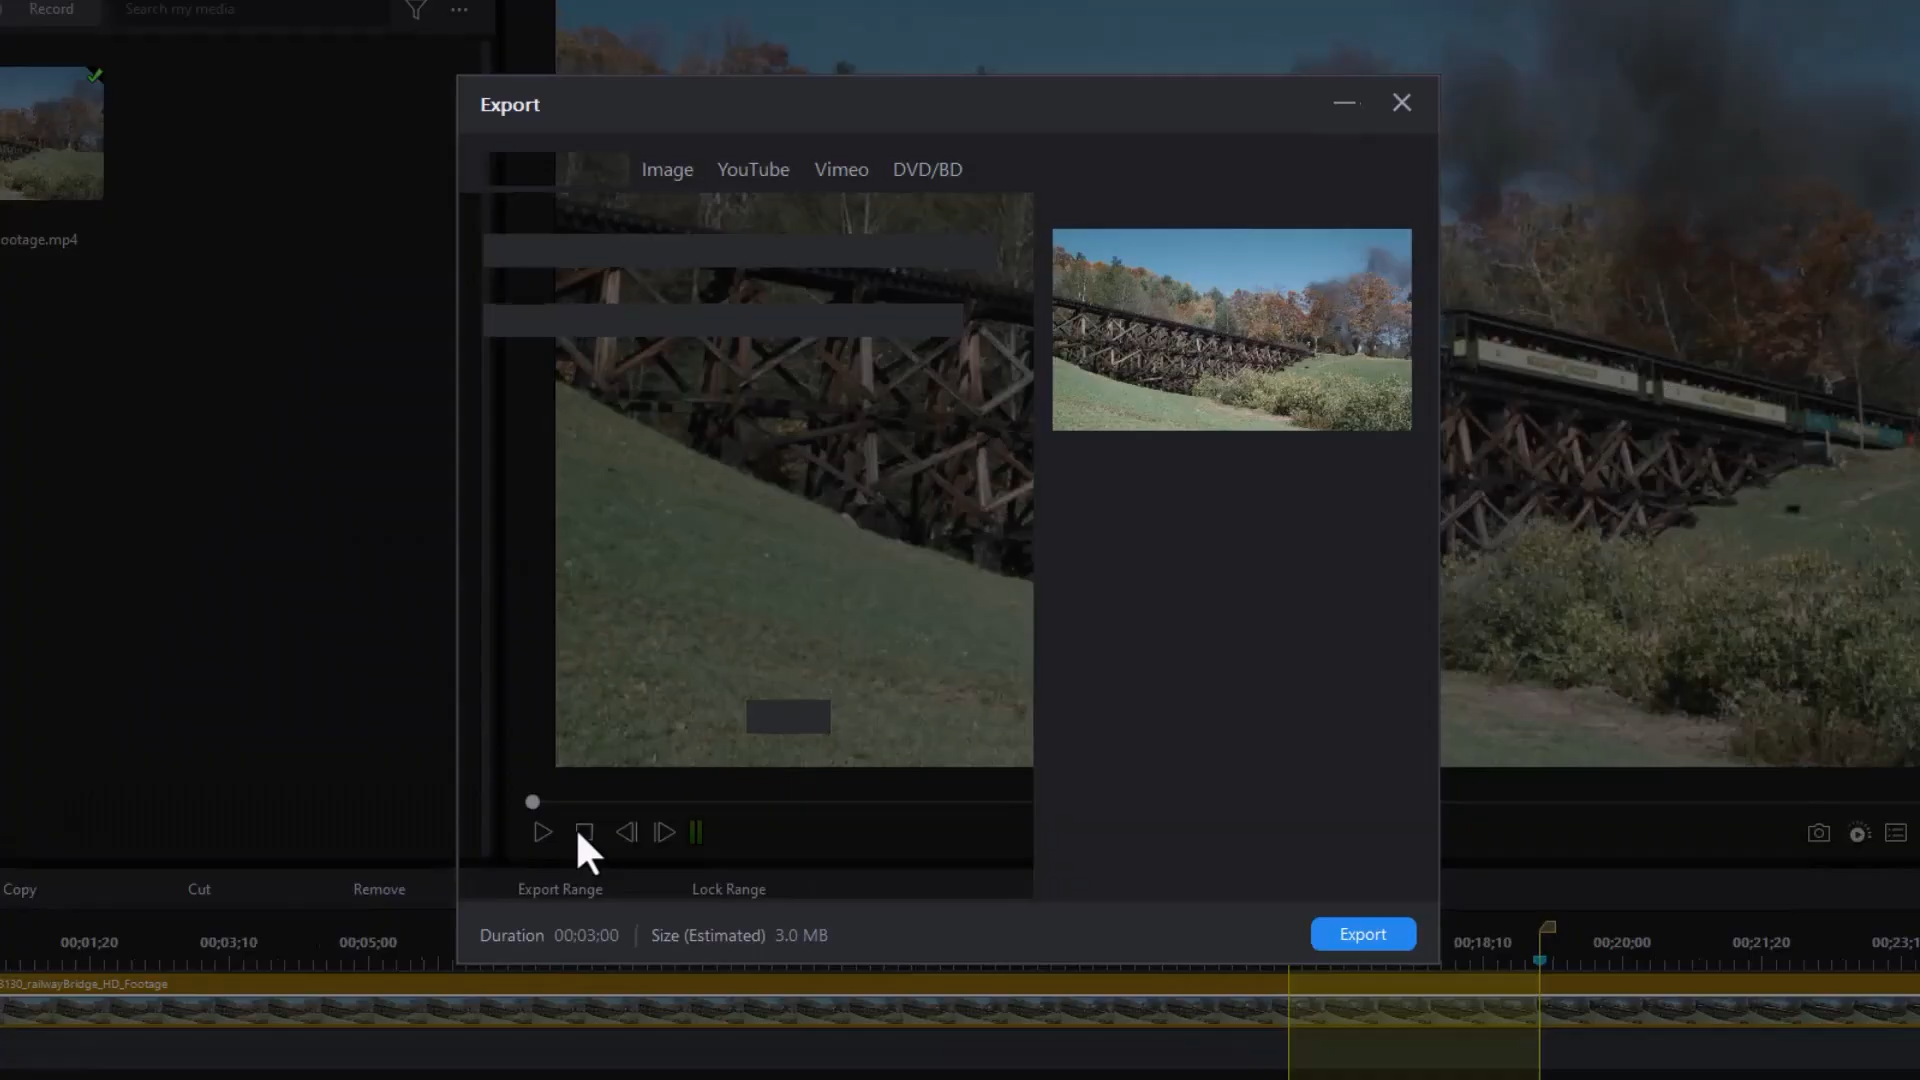 Record
Search my media
Export
Image YouTube Vimeo DVD/BD
ootage.mp4
Copy Cut Remove Export Range Lock Range
Duration 00;03;00 Size (Estimated) 3.0 MB
Export
00;01;20 00;03;10 00;05;00 00;18;10 00;20;00 00;21;20 00;23;1
3130_railwayBridge_HD_Footage